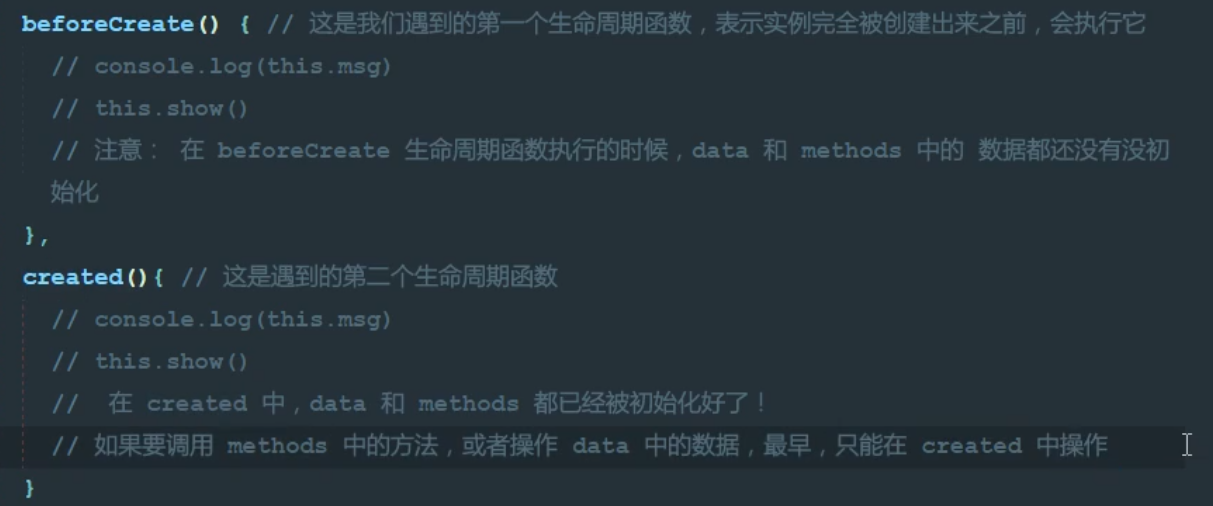 beforeCreate() { // 这是我们遇到的第一个生命周期函数，表示实例完全被创建出来之前，会执行它
// console.log(this.msg)
// this.show()
// 注意： 在 beforeCreate 生命周期函数执行的时候，data 和 methods 中的 数据都还没有没初
始化
},
created(){ // 这是遇到的第二个生命周期函数
// console.log(this.msg)
// this.show()
//  在 created 中，data 和 methods 都已经被初始化好了！
// 如果要调用 methods 中的方法，或者操作 data 中的数据，最早，只能在 created 中操作
}